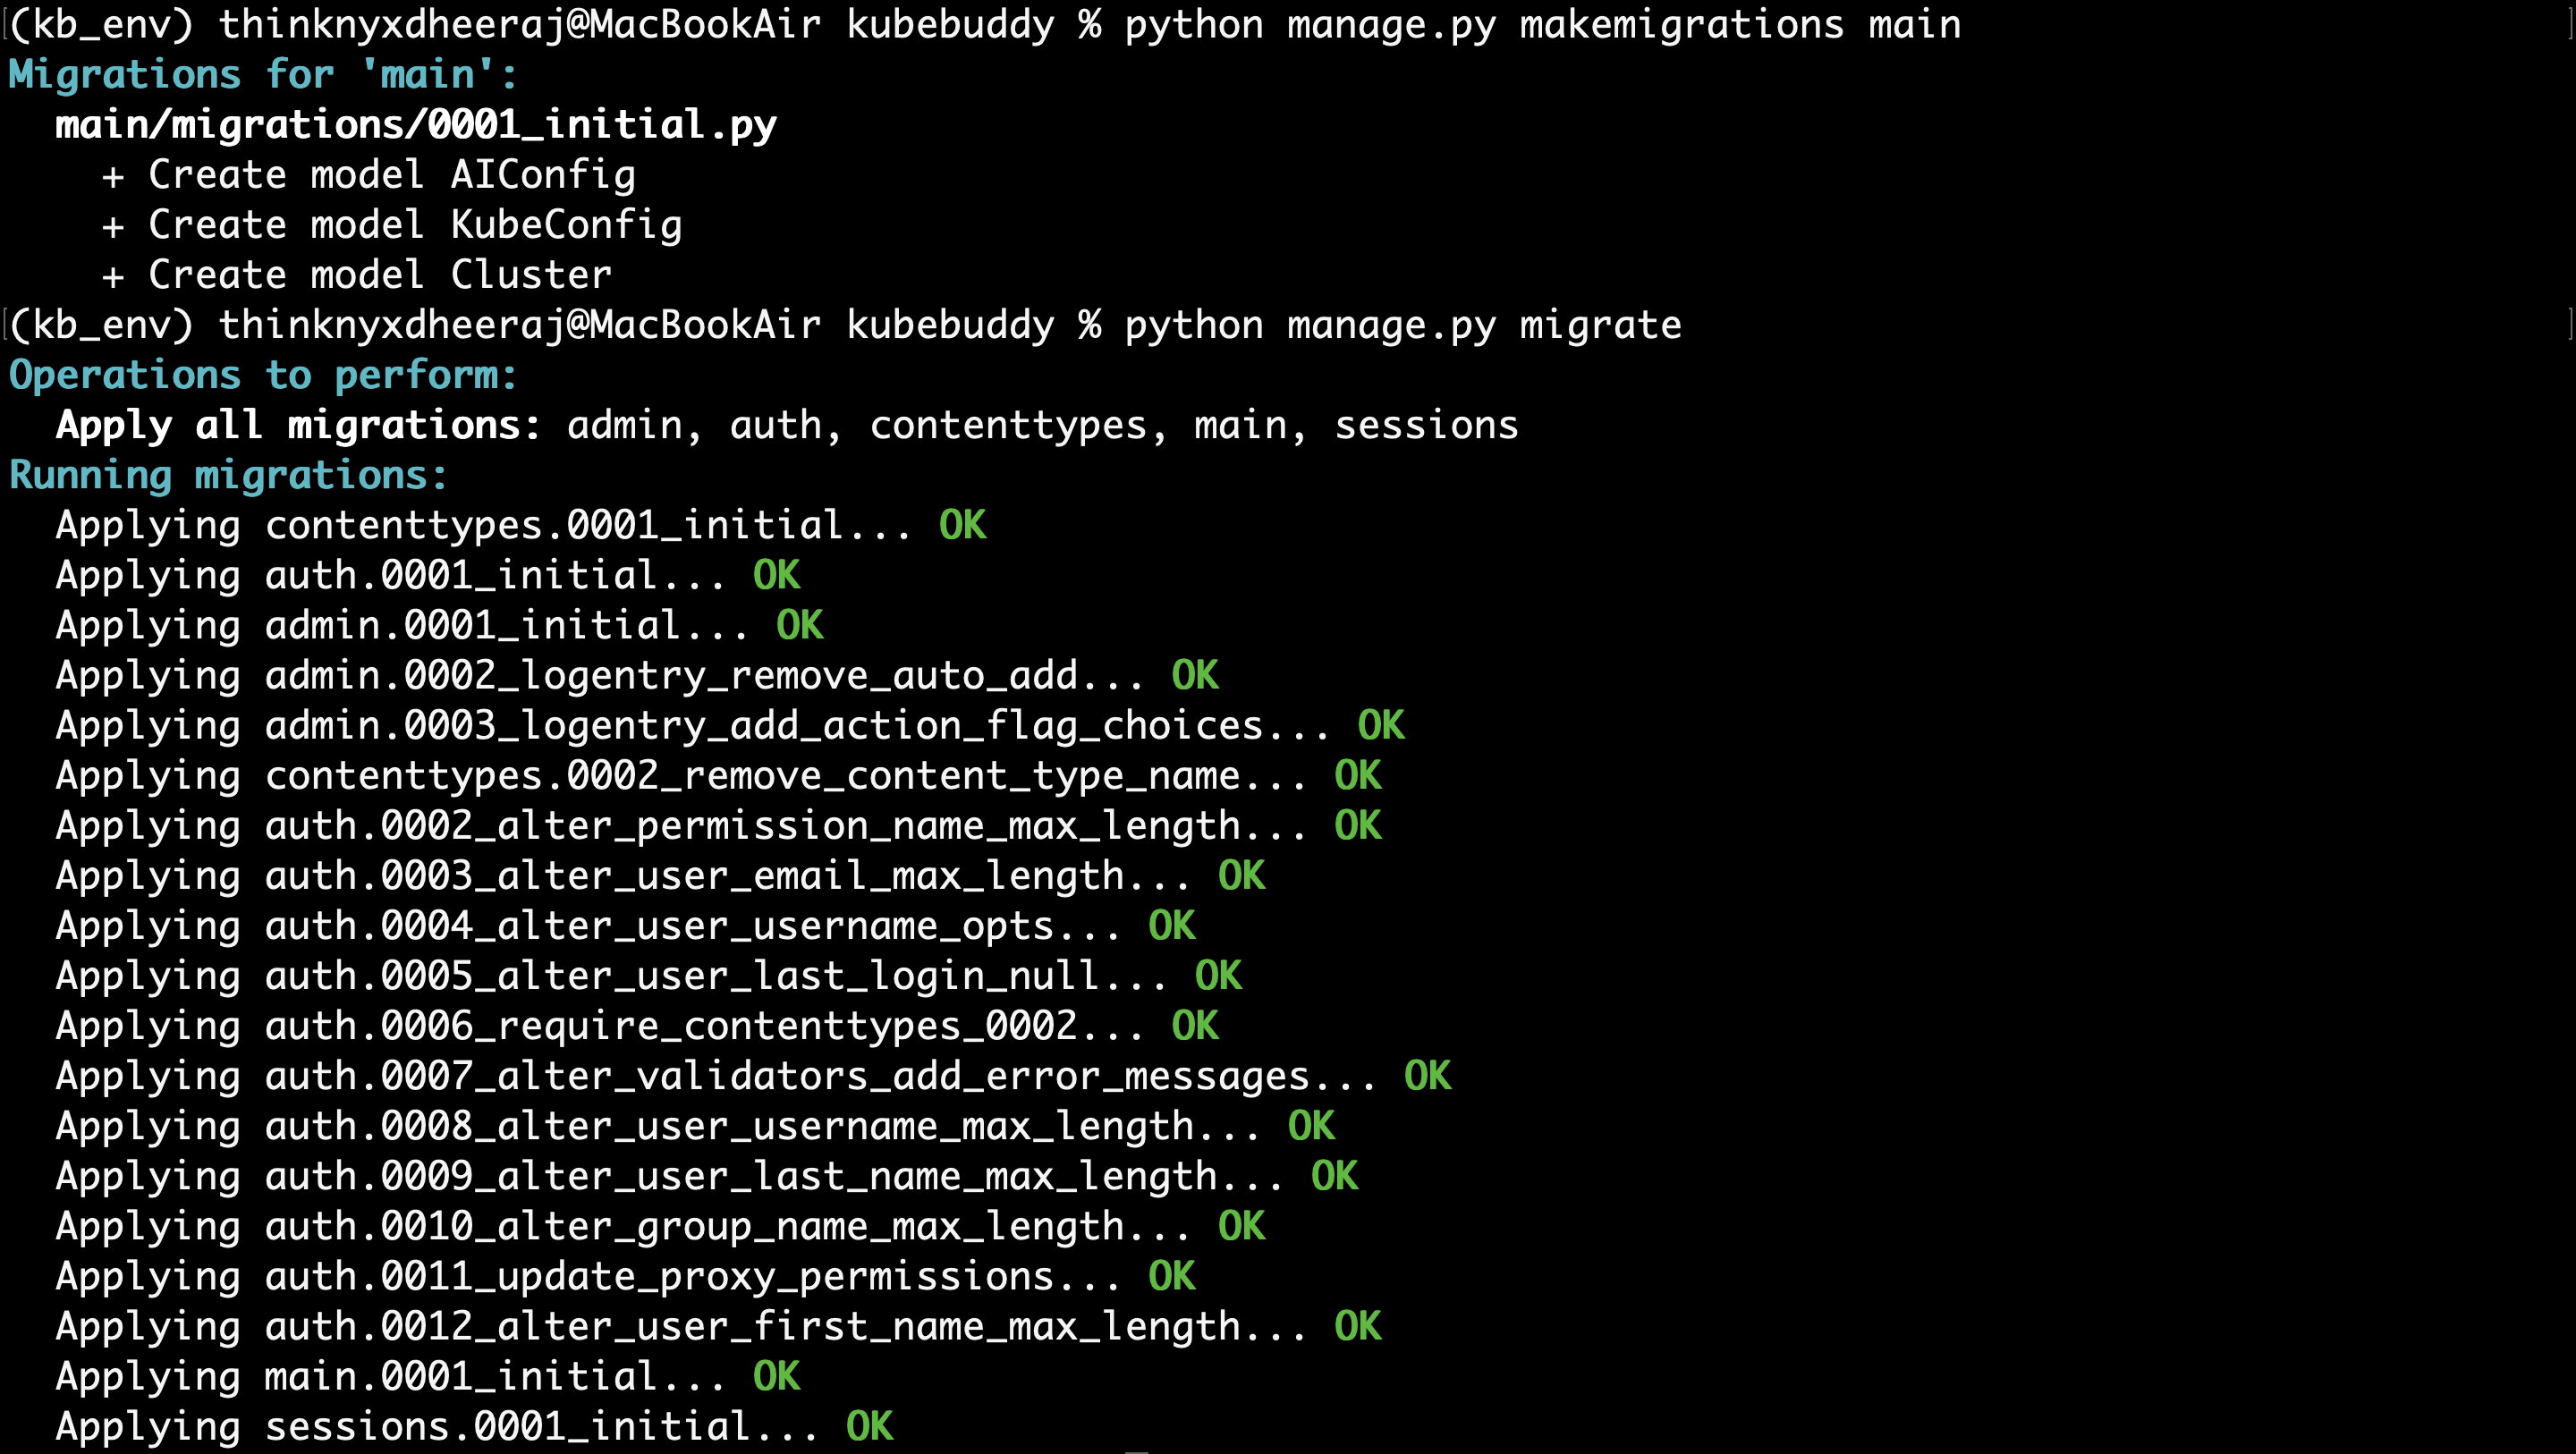 (kb_env) thinknyxdheeraj@MacBookAir kubebuddy % python manage.py makemigrations main
Migrations for 'main':
  main/migrations/0001_initial.py
    + Create model AIConfig
    + Create model KubeConfig
    + Create model Cluster
(kb_env) thinknyxdheeraj@MacBookAir kubebuddy % python manage.py migrate
Operations to perform:
  Apply all migrations: admin, auth, contenttypes, main, sessions
Running migrations:
  Applying contenttypes.0001_initial... OK
  Applying auth.0001_initial... OK
  Applying admin.0001_initial... OK
  Applying admin.0002_logentry_remove_auto_add... OK
  Applying admin.0003_logentry_add_action_flag_choices... OK
  Applying contenttypes.0002_remove_content_type_name... OK
  Applying auth.0002_alter_permission_name_max_length... OK
  Applying auth.0003_alter_user_email_max_length... OK
  Applying auth.0004_alter_user_username_opts... OK
  Applying auth.0005_alter_user_last_login_null... OK
  Applying auth.0006_require_contenttypes_0002... OK
  Applying auth.0007_alter_validators_add_error_messages... OK
  Applying auth.0008_alter_user_username_max_length... OK
  Applying auth.0009_alter_user_last_name_max_length... OK
  Applying auth.0010_alter_group_name_max_length... OK
  Applying auth.0011_update_proxy_permissions... OK
  Applying auth.0012_alter_user_first_name_max_length... OK
  Applying main.0001_initial... OK
  Applying sessions.0001_initial... OK